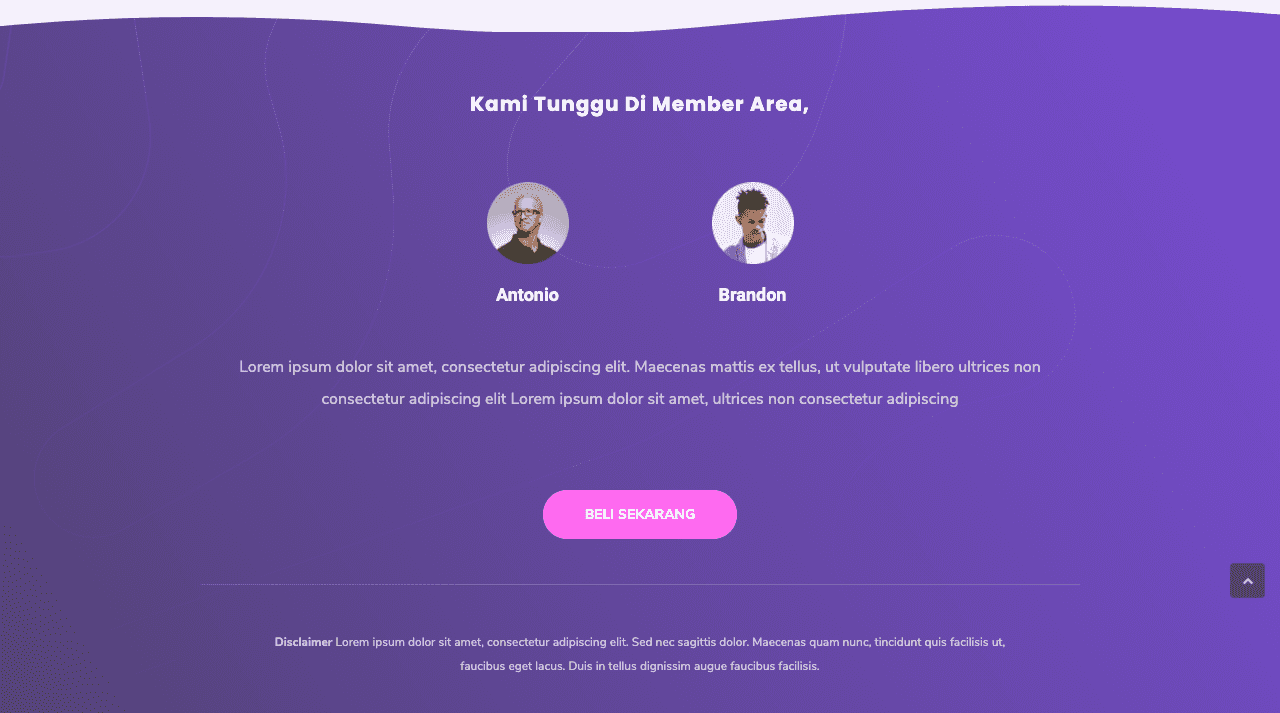 Kami Tunggu Di Member Area,
Antonio
Brandon
Lorem ipsum dolor sit amet, consectetur adipiscing elit. Maecenas mattis ex tellus, ut vulputate libero ultrices non
consectetur adipiscing elit Lorem ipsum dolor sit amet, ultrices non consectetur adipiscing
BELI SEKARANG
Disclaimer Lorem ipsum dolor sit amet, consectetur adipiscing elit. Sed nec sagittis dolor. Maecenas quam nunc, tincidunt quis facilisis ut,
faucibus eget lacus. Duis in tellus dignissim augue faucibus facilisis.